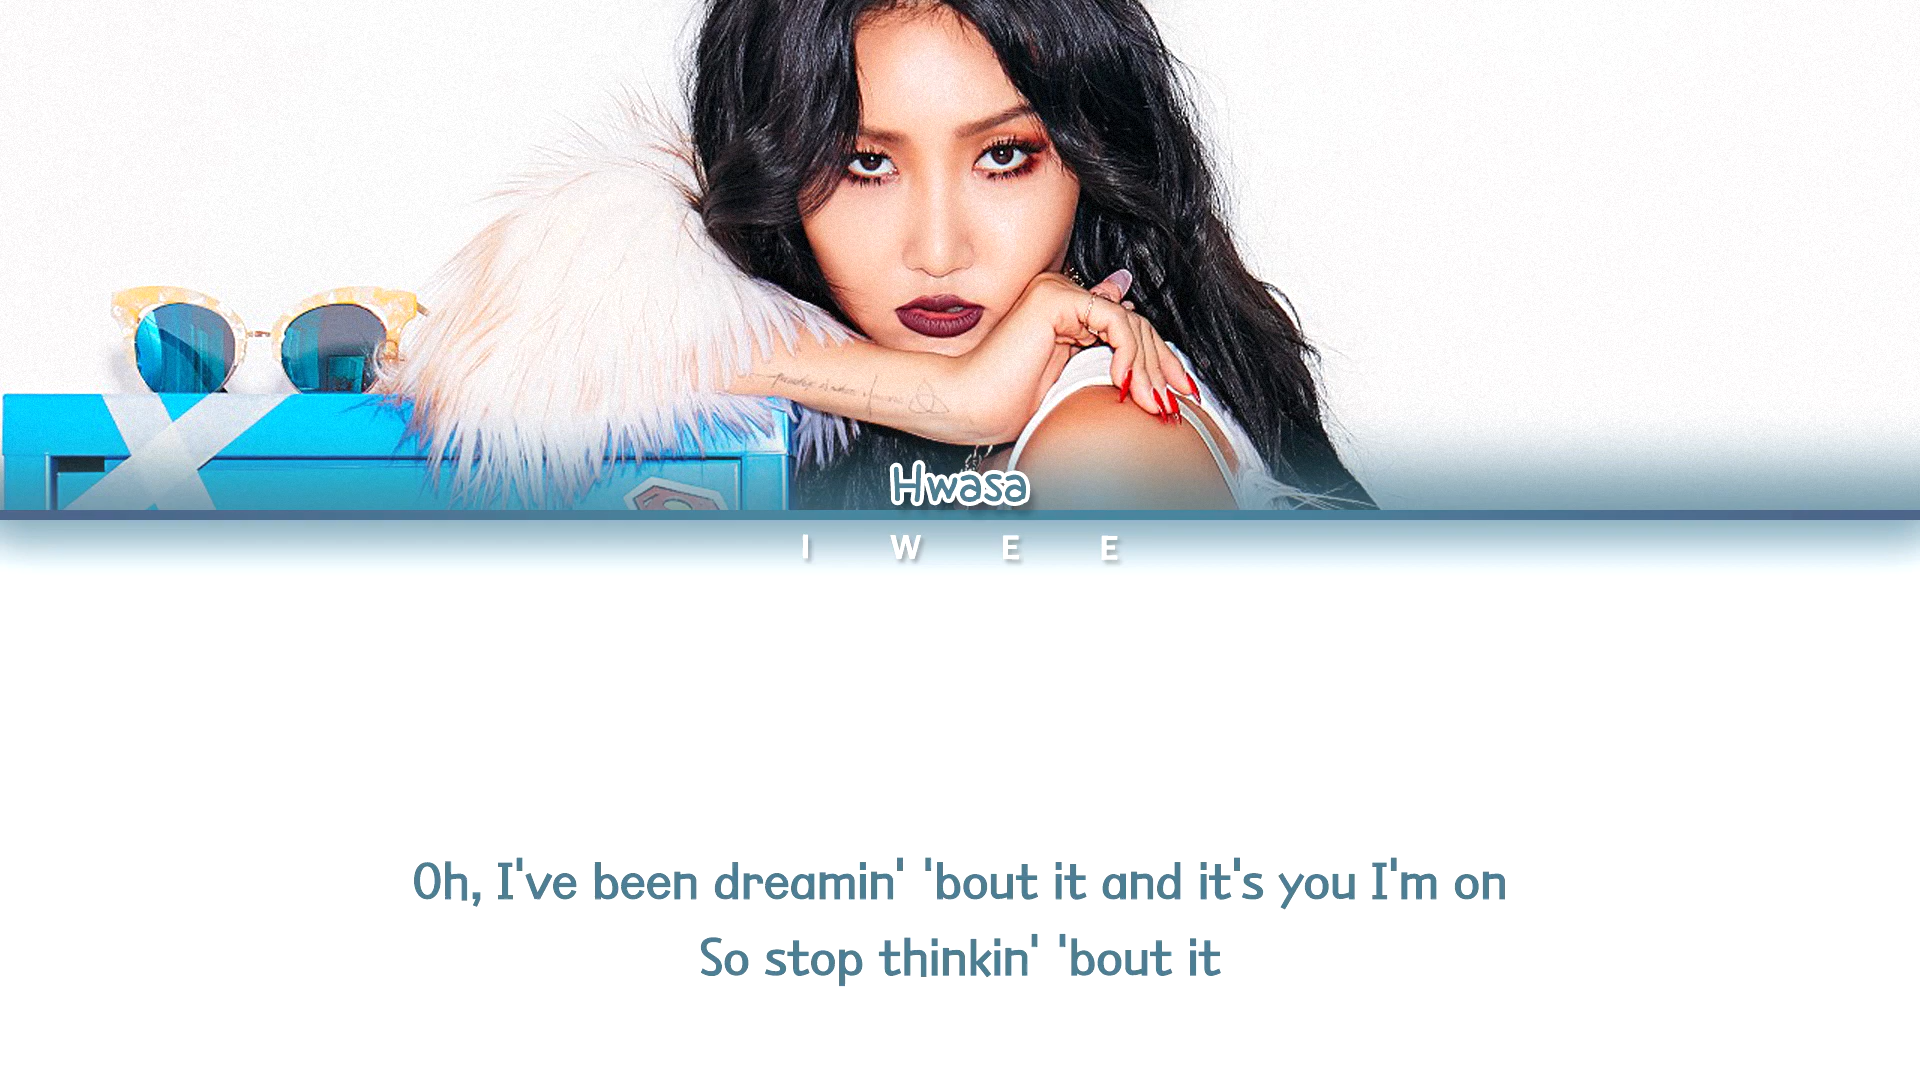 Hwasa
I W E E
Oh, I've been dreamin' 'bout it and it's you I'm on
So stop thinkin' 'bout it